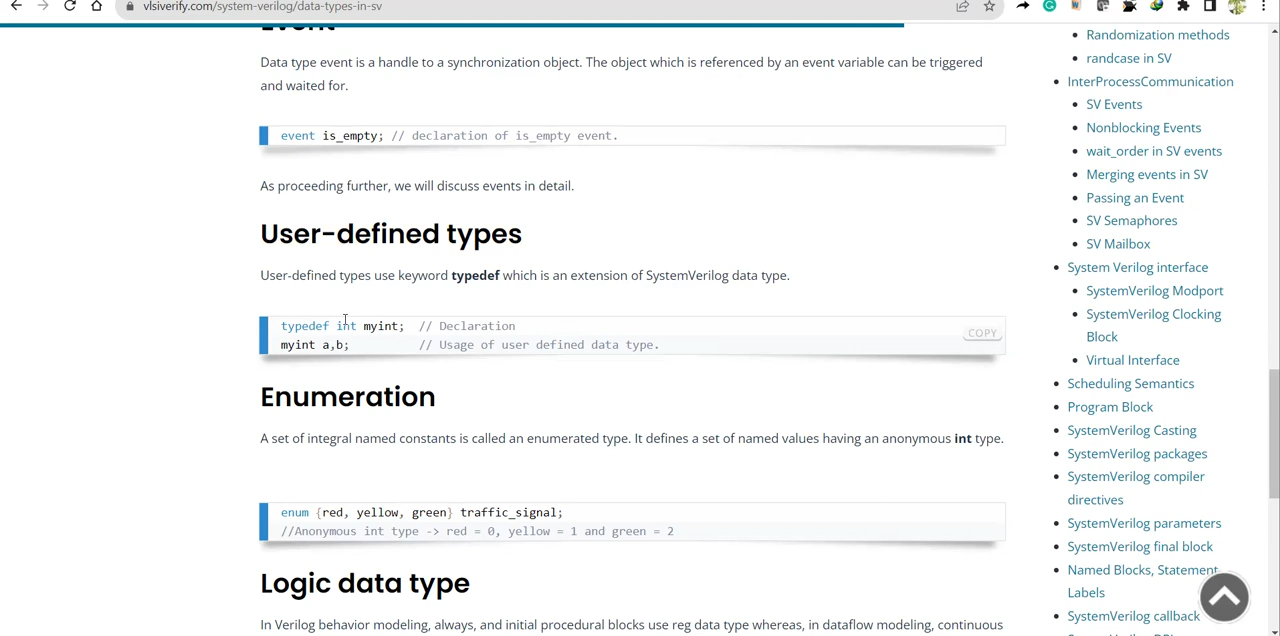 vlsiverify.com/system-verilog/data-types-in-sv
Event
Data type event is a handle to a synchronization object. The object which is referenced by an event variable can be triggered
and waited for.
event is_empty; // declaration of is_empty event.
As proceeding further, we will discuss events in detail.
User-defined types
User-defined types use keyword typedef which is an extension of SystemVerilog data type.
typedef int myint;  // Declaration
COPY
myint a,b;          // Usage of user defined data type.
Enumeration
A set of integral named constants is called an enumerated type. It defines a set of named values having an anonymous int type.
enum {red, yellow, green} traffic_signal;
//Anonymous int type -> red = 0, yellow = 1 and green = 2
Logic data type
In Verilog behavior modeling, always, and initial procedural blocks use reg data type whereas, in dataflow modeling, continuous
Randomization methods
randcase in SV
InterProcessCommunication
SV Events
Nonblocking Events
wait_order in SV events
Merging events in SV
Passing an Event
SV Semaphores
SV Mailbox
System Verilog interface
SystemVerilog Modport
SystemVerilog Clocking
Block
Virtual Interface
Scheduling Semantics
Program Block
SystemVerilog Casting
SystemVerilog packages
SystemVerilog compiler
directives
SystemVerilog parameters
SystemVerilog final block
Named Blocks, Statement
Labels
SystemVerilog callback